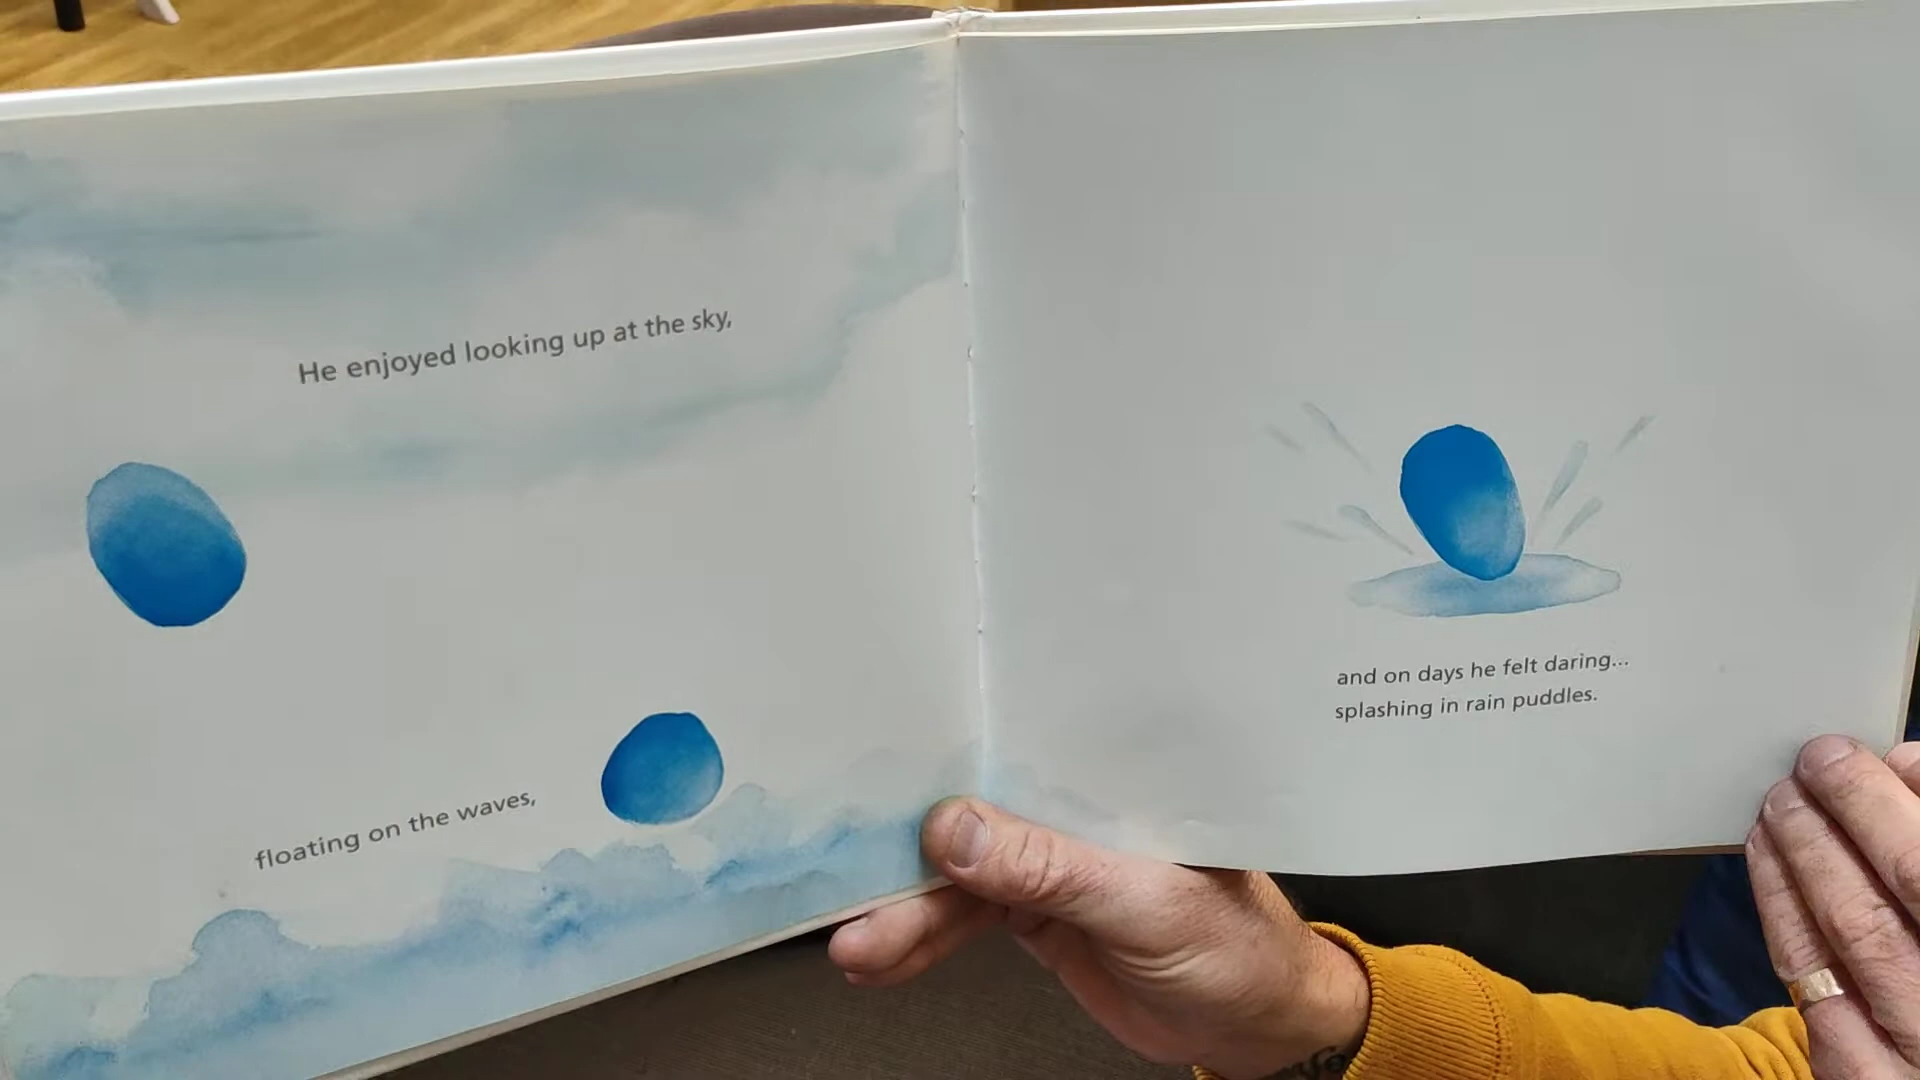 He enjoyed looking up at the sky,
floating on the waves,
and on days he felt daring...
splashing in rain puddles.